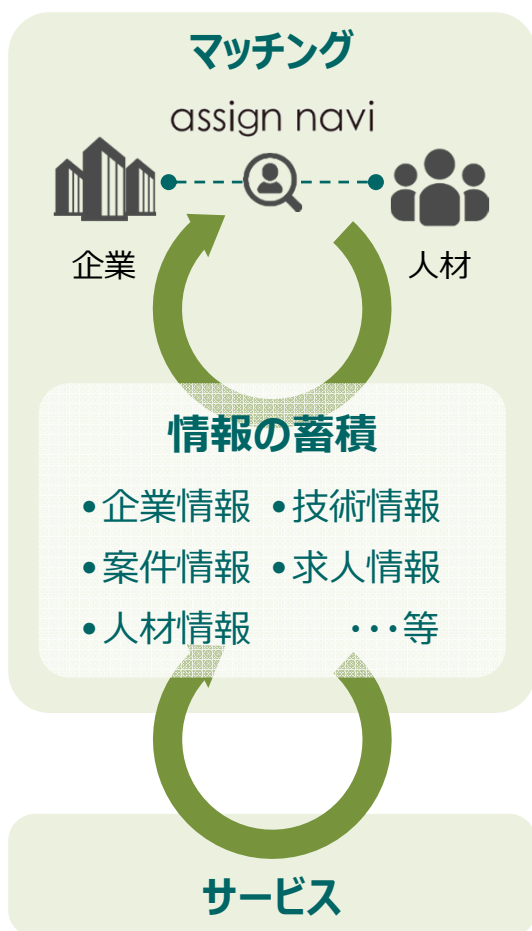 マッチング
assign navi
企業 人材
情報の蓄積
•企業情報 •技術情報
•案件情報 •求人情報
•人材情報 ･･･等
サービス